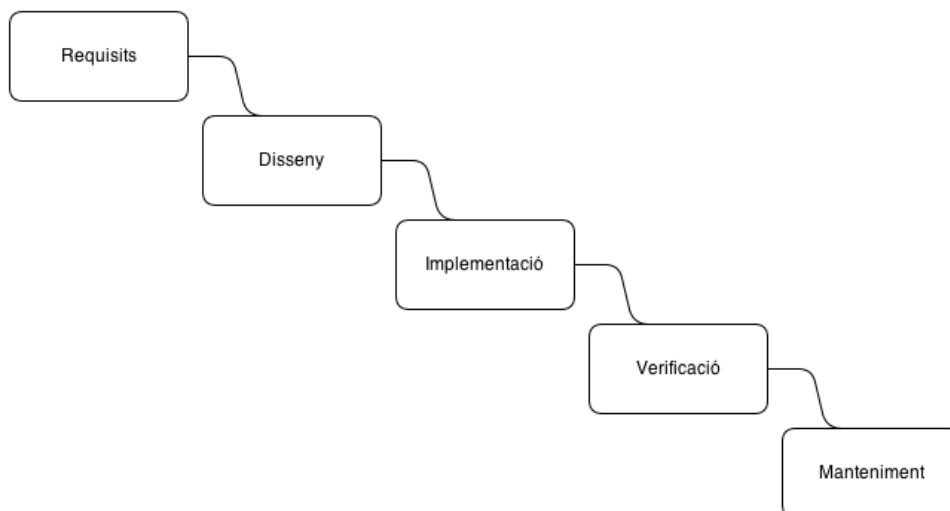 Requisits
Disseny
Implementació
Verificació
Manteniment